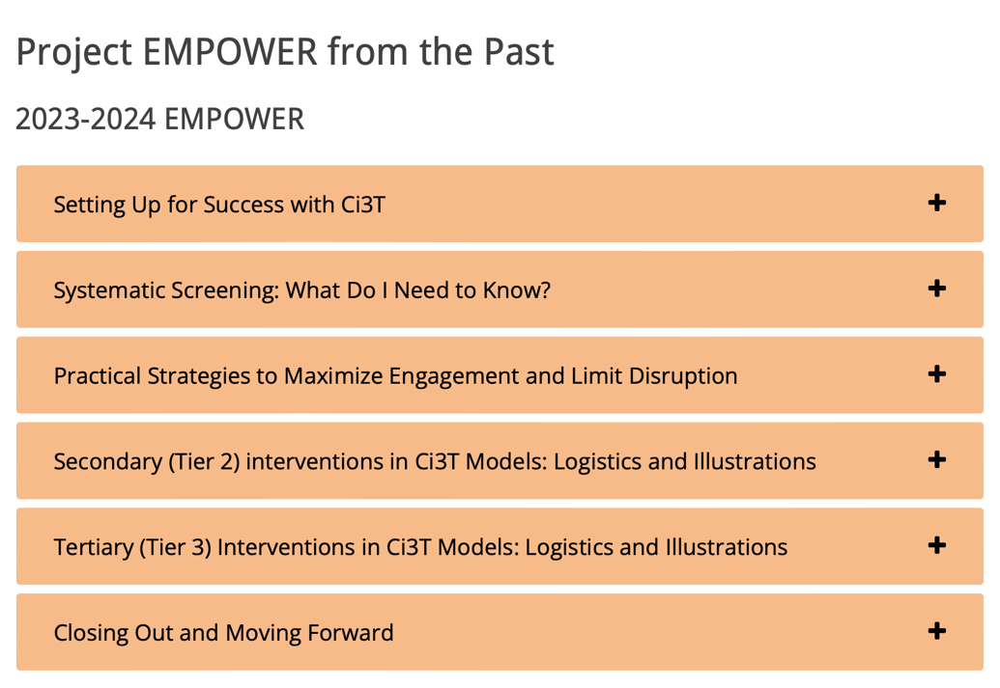 Project EMPOWER from the Past
2023-2024 EMPOWER
Setting Up for Success with Ci3T
Systematic Screening: What Do I Need to Know?
Practical Strategies to Maximize Engagement and Limit Disruption
Secondary (Tier 2) interventions in Ci3T Models: Logistics and Illustrations
Tertiary (Tier 3) Interventions in Ci3T Models: Logistics and Illustrations
Closing Out and Moving Forward